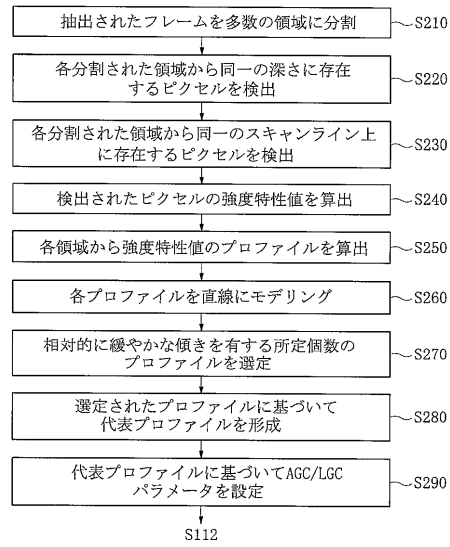 抽出されたフレームを多数の領域に分割
S210
各分割された領域から同一の深さに存在
するピクセルを検出
S220
各分割された領域から同一のスキャンライン上
に存在するピクセルを検出
S230
検出されたピクセルの強度特性値を算出
S240
各領域から強度特性値のプロファイルを算出
S250
各プロファイルを直線にモデリング
S260
相対的に緩やかな傾きを有する所定個数の
プロファイルを選定
S270
選定されたプロファイルに基づいて
代表プロファイルを形成
S280
代表プロファイルに基づいてAGC/LGC
パラメータを設定
S290
S112